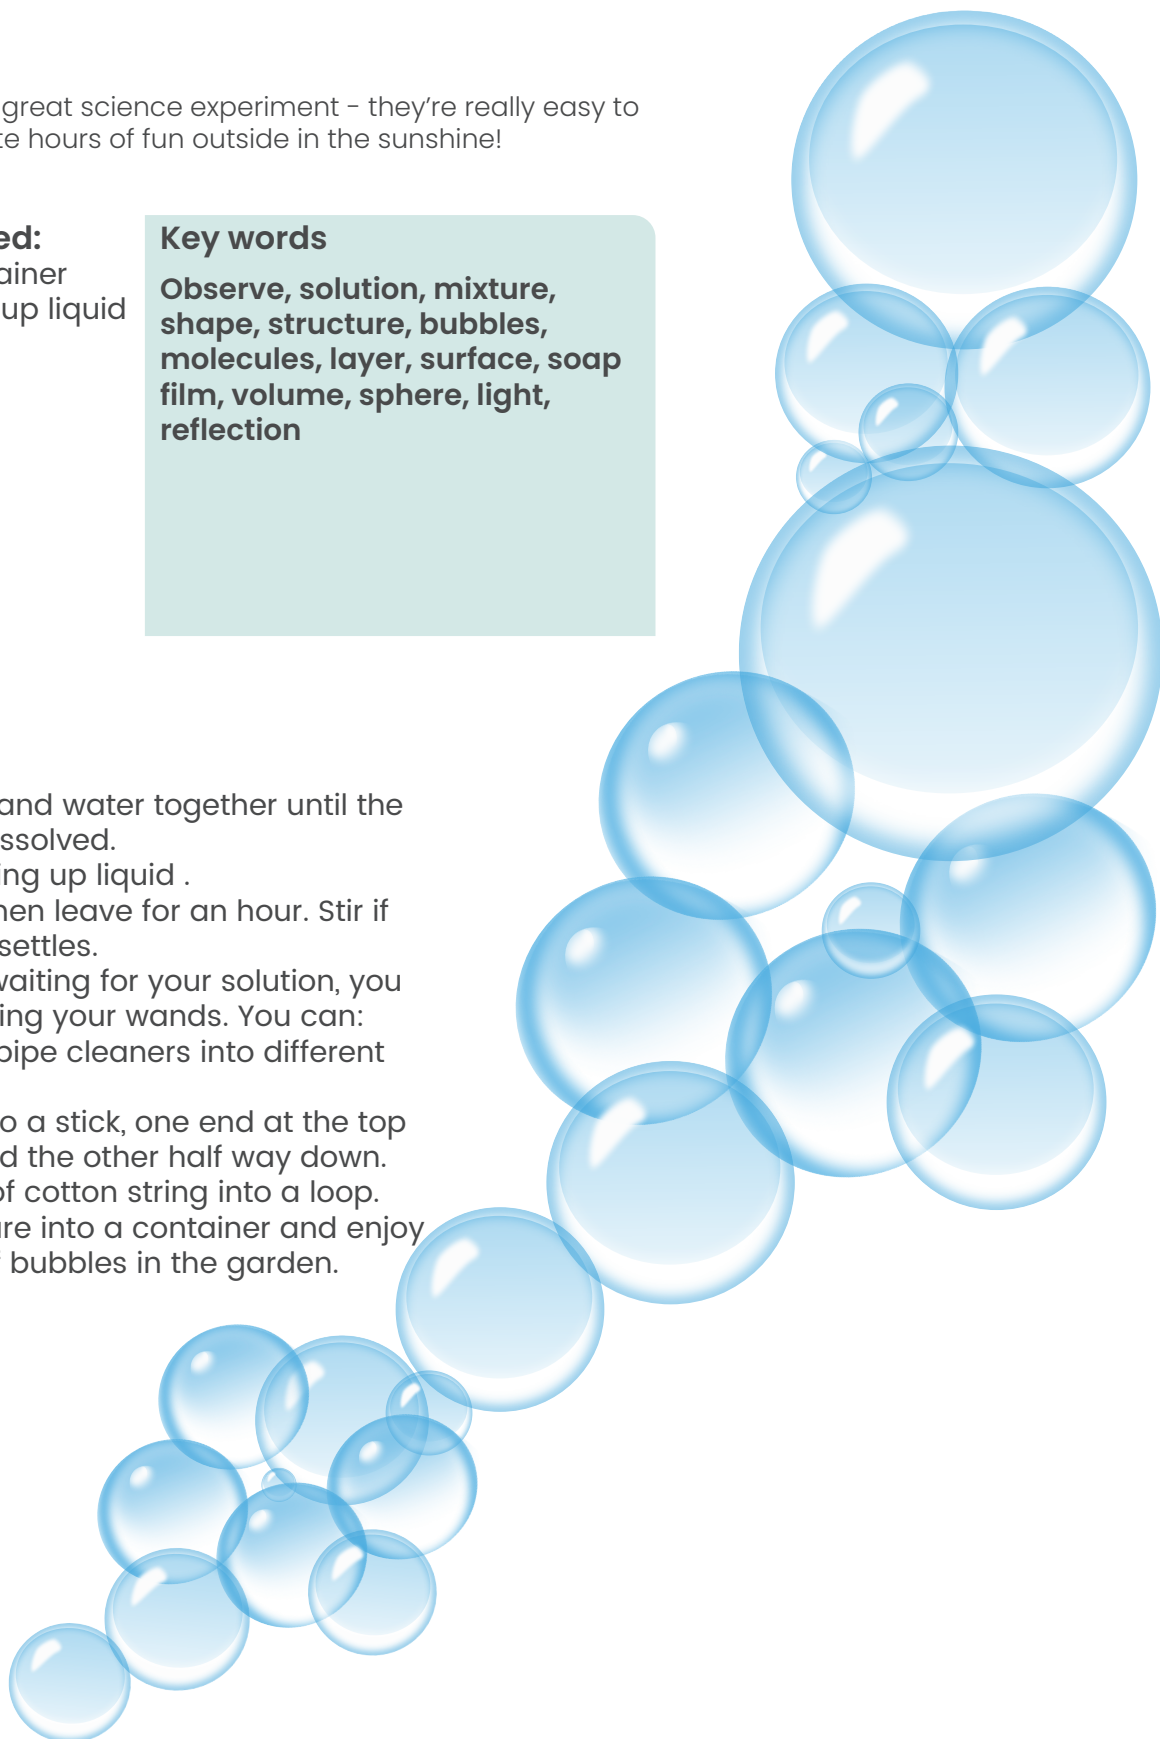 great science experiment - they're really easy to
te hours of fun outside in the sunshine!
ed:
ainer
up liquid
Key words
Observe, solution, mixture,
shape, structure, bubbles,
molecules, layer, surface, soap
film, volume, sphere, light,
reflection
and water together until the
ssolved.
ing up liquid .
hen leave for an hour. Stir if
settles.
waiting for your solution, you
ing your wands. You can:
pipe cleaners into different
o a stick, one end at the top
d the other half way down.
of cotton string into a loop.
ure into a container and enjoy
f bubbles in the garden.